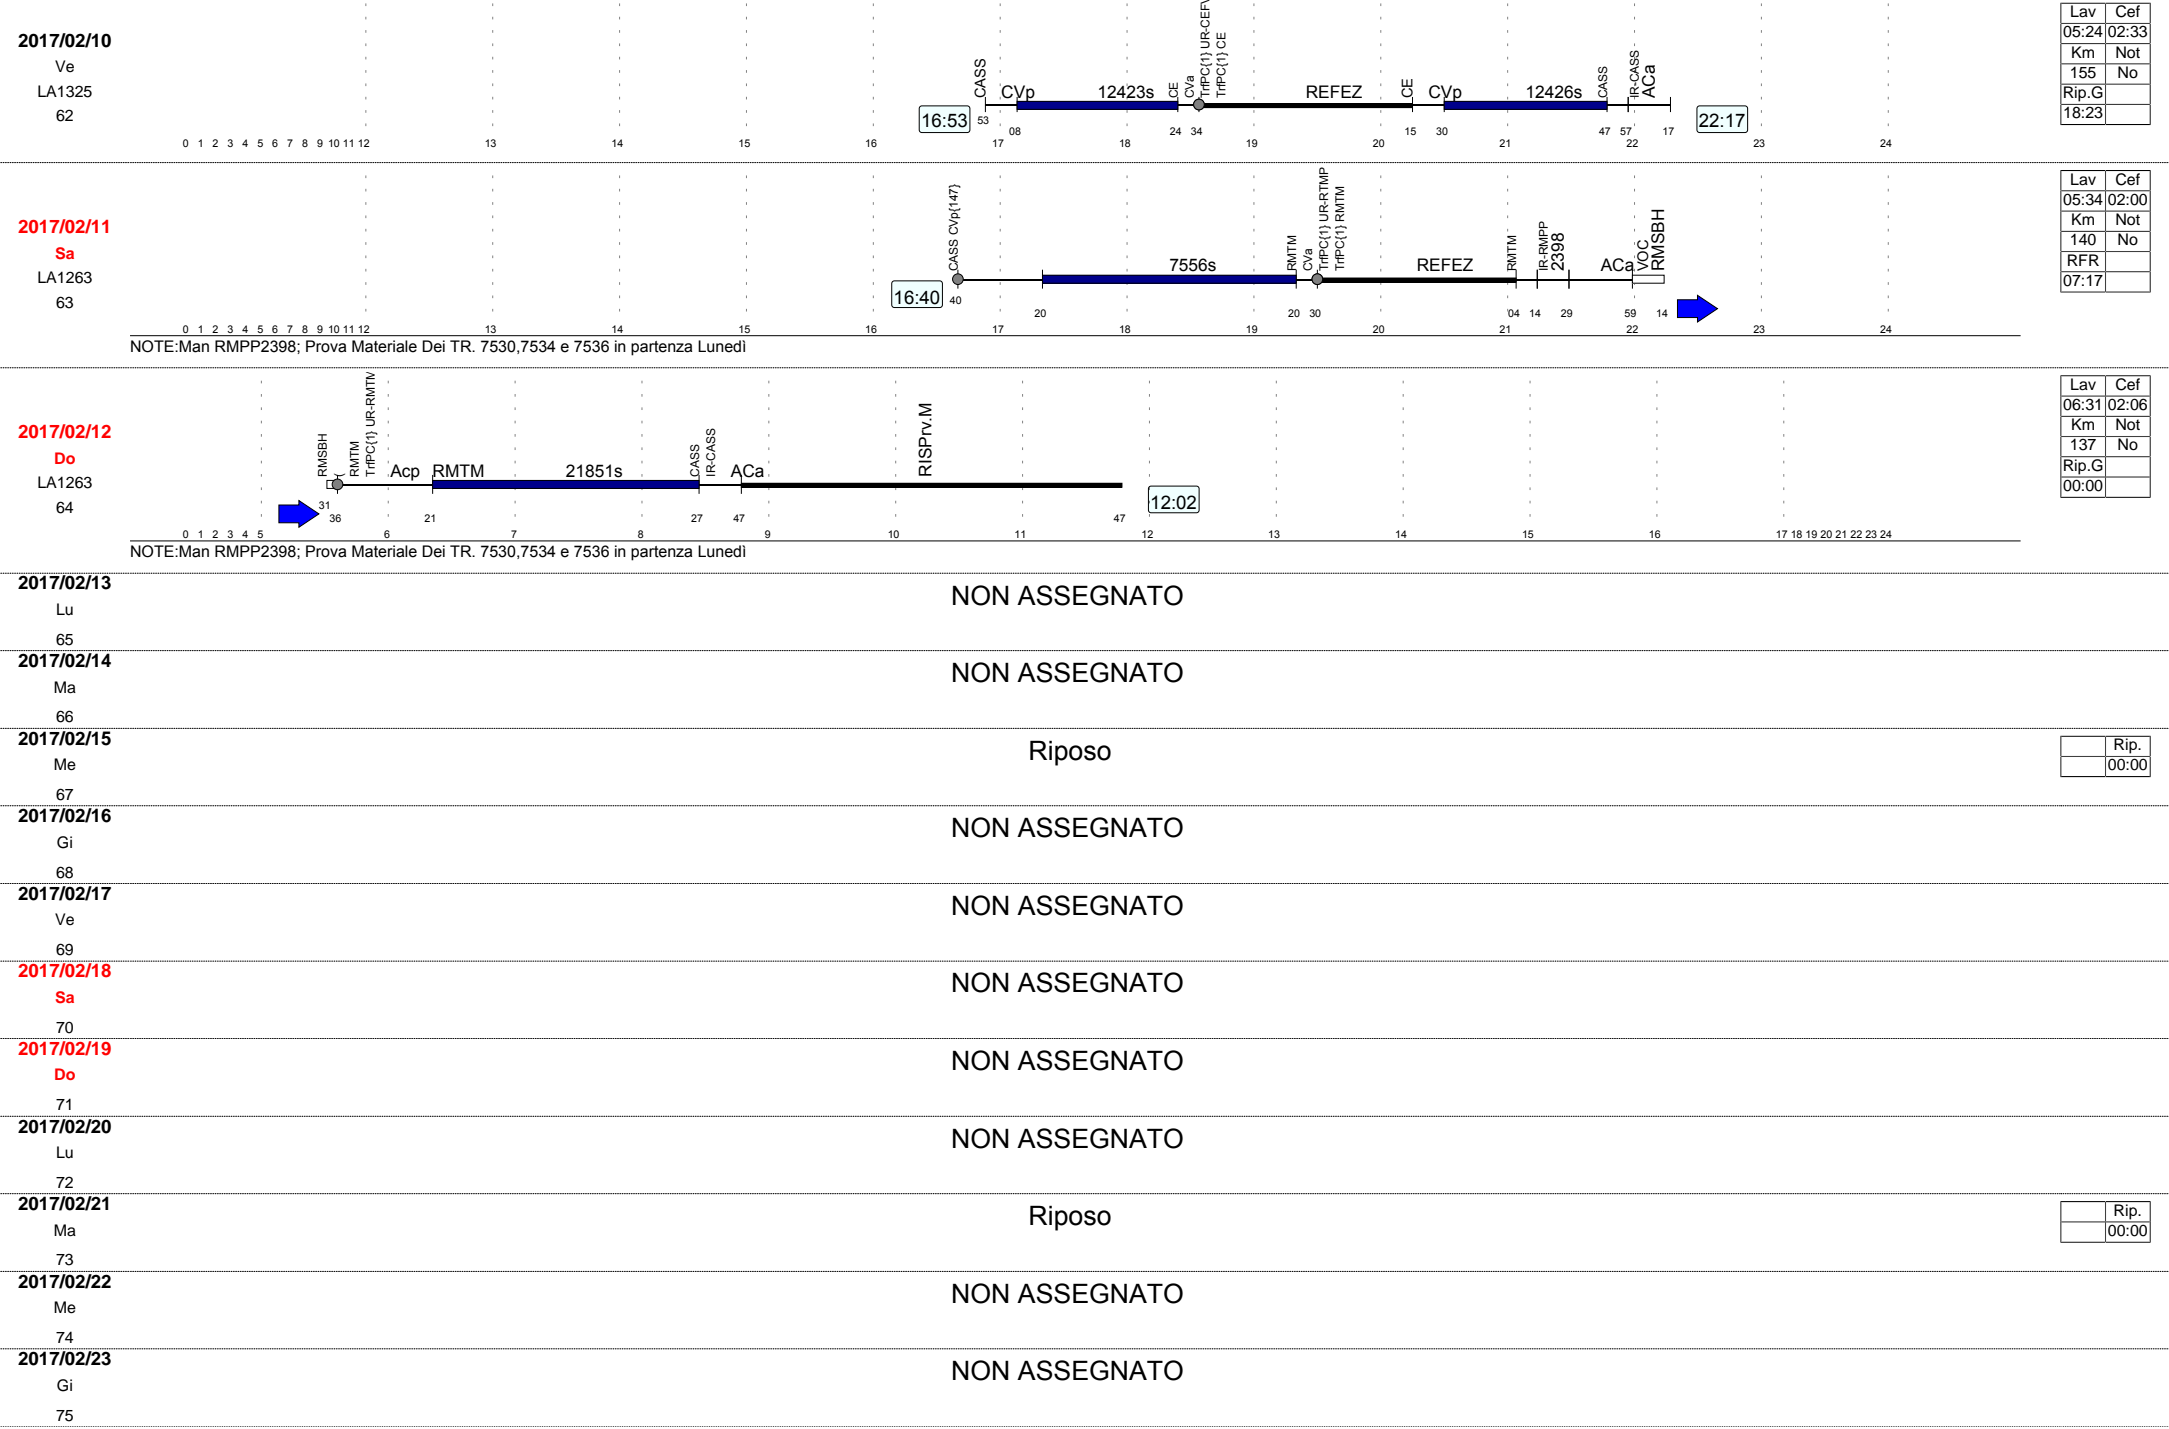 2017/02/10
Ve
LA1325
62
CASS CVp 12423s CE CVa TrfPC{1} UR-CEFV TrfPC{1} CE REFEZ CE CVp 12426s CASS IR-CASS ACa
16:53 53 08 24 34 15 30 47 57 17 22:17
0 1 2 3 4 5 6 7 8 9 10 11 12 13 14 15 16 17 18 19 20 21 22 23 24
Lav Cef
05:24 02:33
Km Not
155 No
Rip.G
18:23
2017/02/11
Sa
LA1263
63
CASS CVp{147} 7556s RMTM CVa TrfPC{1} UR-RTMP TrfPC{1} RMTM REFEZ RMTM IR-RMPP 2398 ACa VOC RMSBH
16:40 40 20 20 30 04 14 29 59 14
0 1 2 3 4 5 6 7 8 9 10 11 12 13 14 15 16 17 18 19 20 21 22 23 24
NOTE:Man RMPP2398; Prova Materiale Dei TR. 7530,7534 e 7536 in partenza Lunedì
Lav Cef
05:34 02:00
Km Not
140 No
RFR
07:17
2017/02/12
Do
LA1263
64
RMSBH RMTM TrfPC{1} UR-RMTM Acp RMTM 21851s CASS IR-CASS ACa RISPrv.M
31 36 21 27 47 47 12:02
0 1 2 3 4 5 6 7 8 9 10 11 12 13 14 15 16 17 18 19 20 21 22 23 24
NOTE:Man RMPP2398; Prova Materiale Dei TR. 7530,7534 e 7536 in partenza Lunedì
Lav Cef
06:31 02:06
Km Not
137 No
Rip.G
00:00
2017/02/13
Lu
65
NON ASSEGNATO
2017/02/14
Ma
66
NON ASSEGNATO
2017/02/15
Me
67
Riposo
Rip.
00:00
2017/02/16
Gi
68
NON ASSEGNATO
2017/02/17
Ve
69
NON ASSEGNATO
2017/02/18
Sa
70
NON ASSEGNATO
2017/02/19
Do
71
NON ASSEGNATO
2017/02/20
Lu
72
NON ASSEGNATO
2017/02/21
Ma
73
Riposo
Rip.
00:00
2017/02/22
Me
74
NON ASSEGNATO
2017/02/23
Gi
75
NON ASSEGNATO